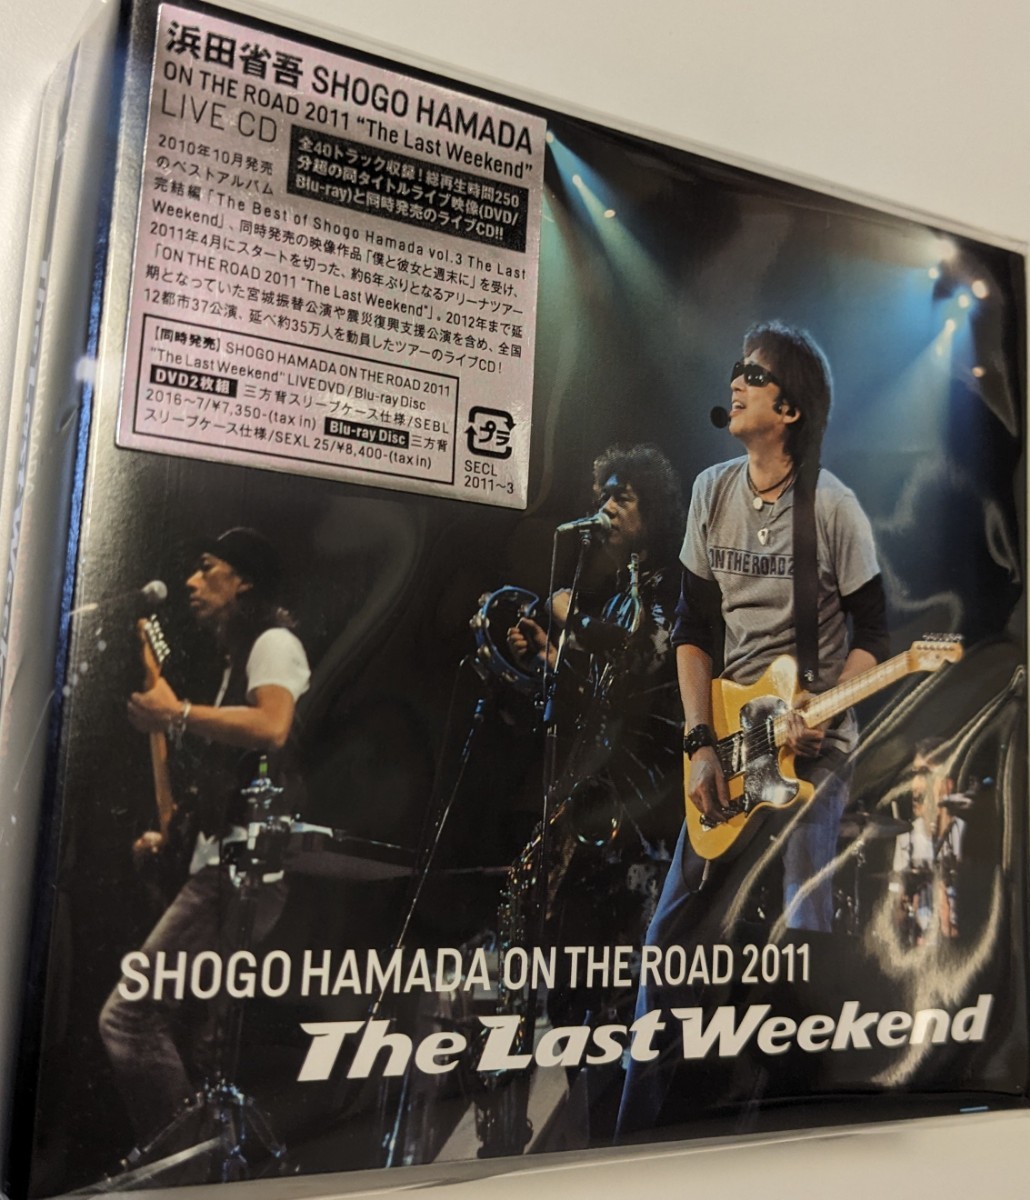 浜田省吾 SHOGO HAMADA
ON THE ROAD 2011 “The Last Weekend”
LIVE CD
全40トラック収録！総再生時間250
分超の同タイトルライブ映像(DVD/
Blu-ray)と同時発売のライブCD!!
2010年10月発売
のベストアルバム
完結編「The Best of Shogo Hamada vol.3 The Last
Weekend」、同時発売の映像作品「僕と彼女と週末に」を受け、
2011年4月にスタートを切った、約6年ぶりとなるアリーナツアー
「ON THE ROAD 2011 “The Last Weekend”」。2012年まで延
期となっていた宮城振替公演や震災復興支援公演を含め、全国
12都市37公演、延べ約35万人を動員したツアーのライブCD！
【同時発売】SHOGO HAMADA ON THE ROAD 2011
“The Last Weekend” LIVE DVD/Blu-ray Disc
DVD2枚組 三方背スリーブケース仕様/SEBL
2016〜7/¥7,350-(tax in) Blu-ray Disc 三方背
スリーブケース仕様/SEXL 25/¥8,400-(tax in)
プラ
SECL
2011〜3
ON THE ROAD 2
SHOGO HAMADA ON THE ROAD 2011
The Last Weekend